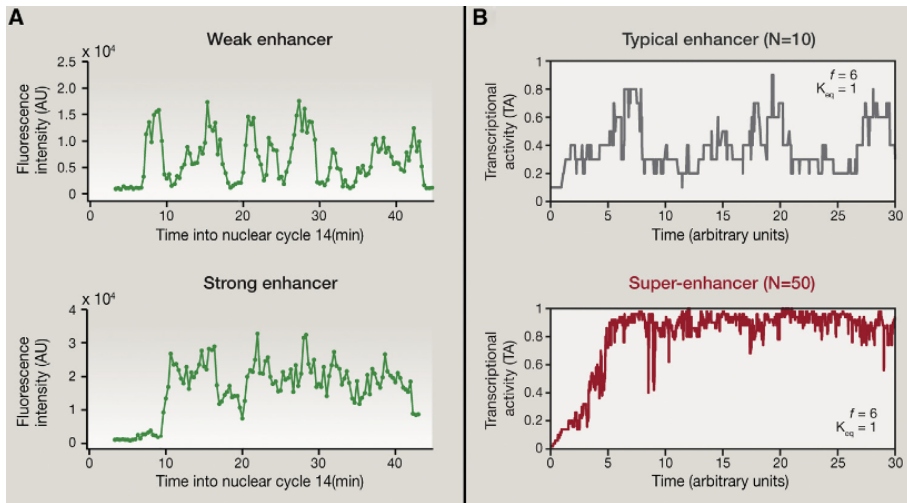 A
Weak enhancer
x 10⁴
2.5
2.0
1.5
1.0
0.5
0
Fluorescence
intensity (AU)
0 10 20 30 40
Time into nuclear cycle 14(min)
Strong enhancer
x 10⁴
4
3
2
1
0
Fluorescence
intensity (AU)
0 10 20 30 40
Time into nuclear cycle 14(min)
B
Typical enhancer (N=10)
1
0.8
0.6
0.4
0.2
0
Transcriptional
activity (TA)
f = 6
Keq = 1
0 5 10 15 20 25 30
Time (arbitrary units)
Super-enhancer (N=50)
1
0.8
0.6
0.4
0.2
0
Transcriptional
activity (TA)
f = 6
Keq = 1
0 5 10 15 20 25 30
Time (arbitrary units)